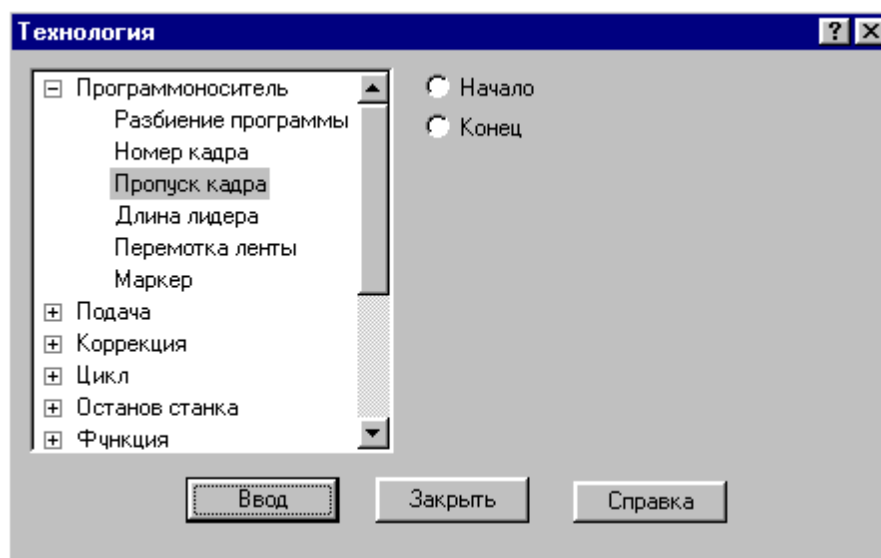 Технология
Программоноситель
Разбиение программы
Номер кадра
Пропуск кадра
Длина лидера
Перемотка ленты
Маркер
Подача
Коррекция
Цикл
Останов станка
Функция
Начало
Конец
Ввод
Закрыть
Справка